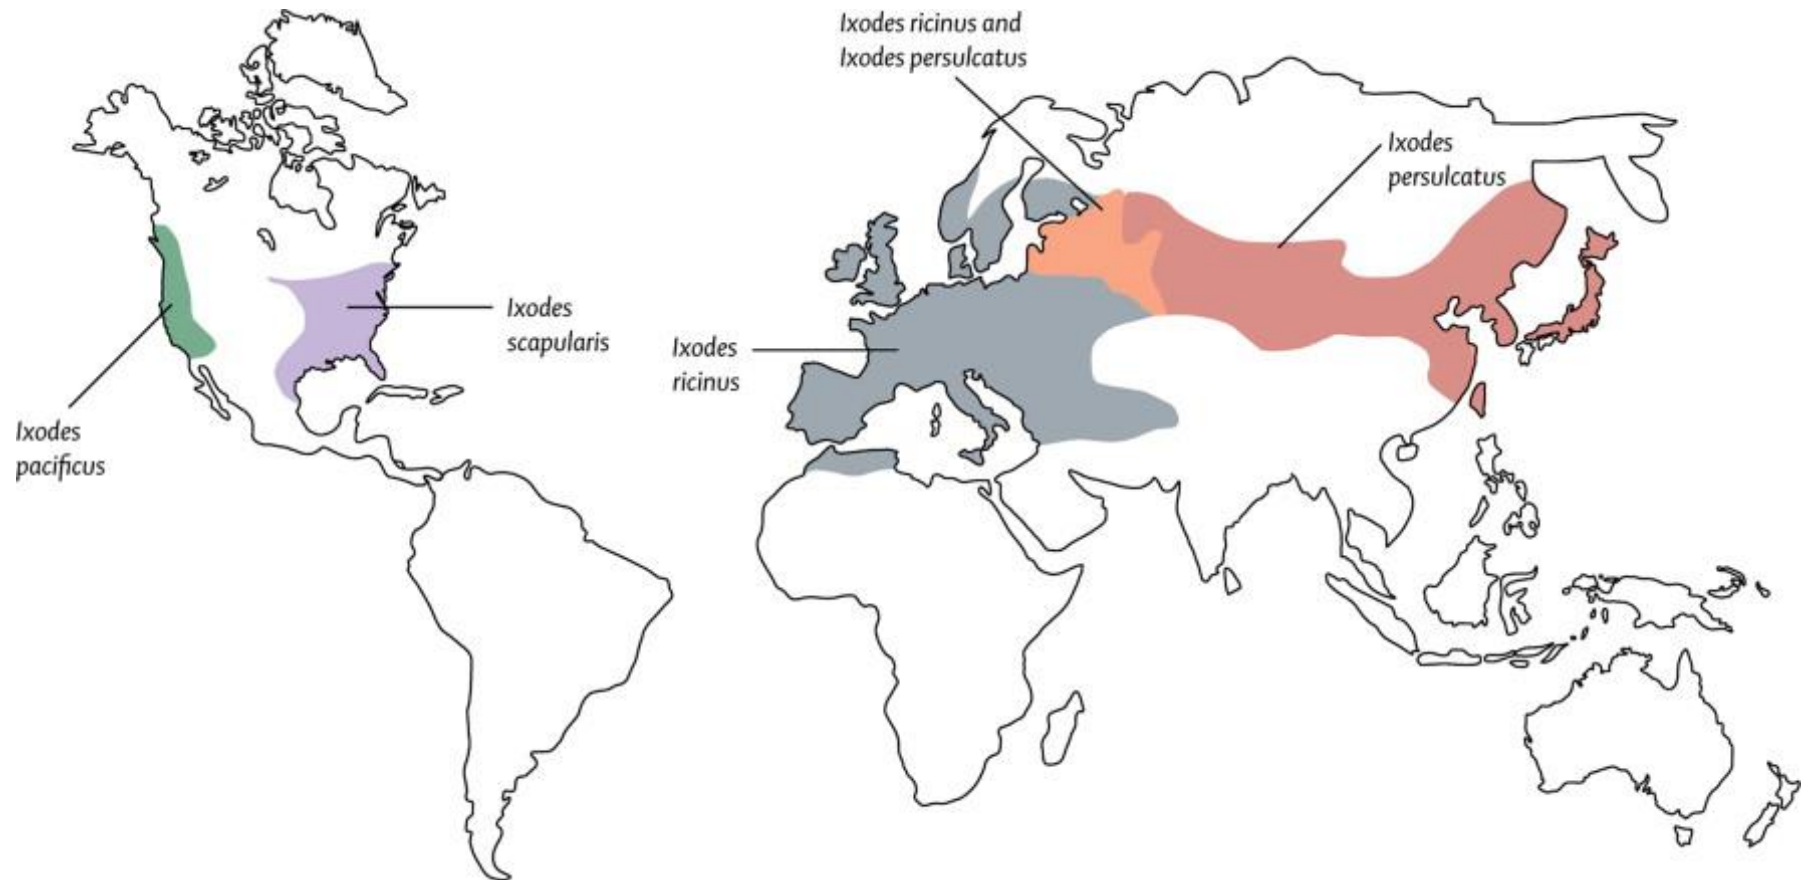 Ixodes ricinus and
Ixodes persulcatus
Ixodes
persulcatus
Ixodes
scapularis
Ixodes
ricinus
Ixodes
pacificus